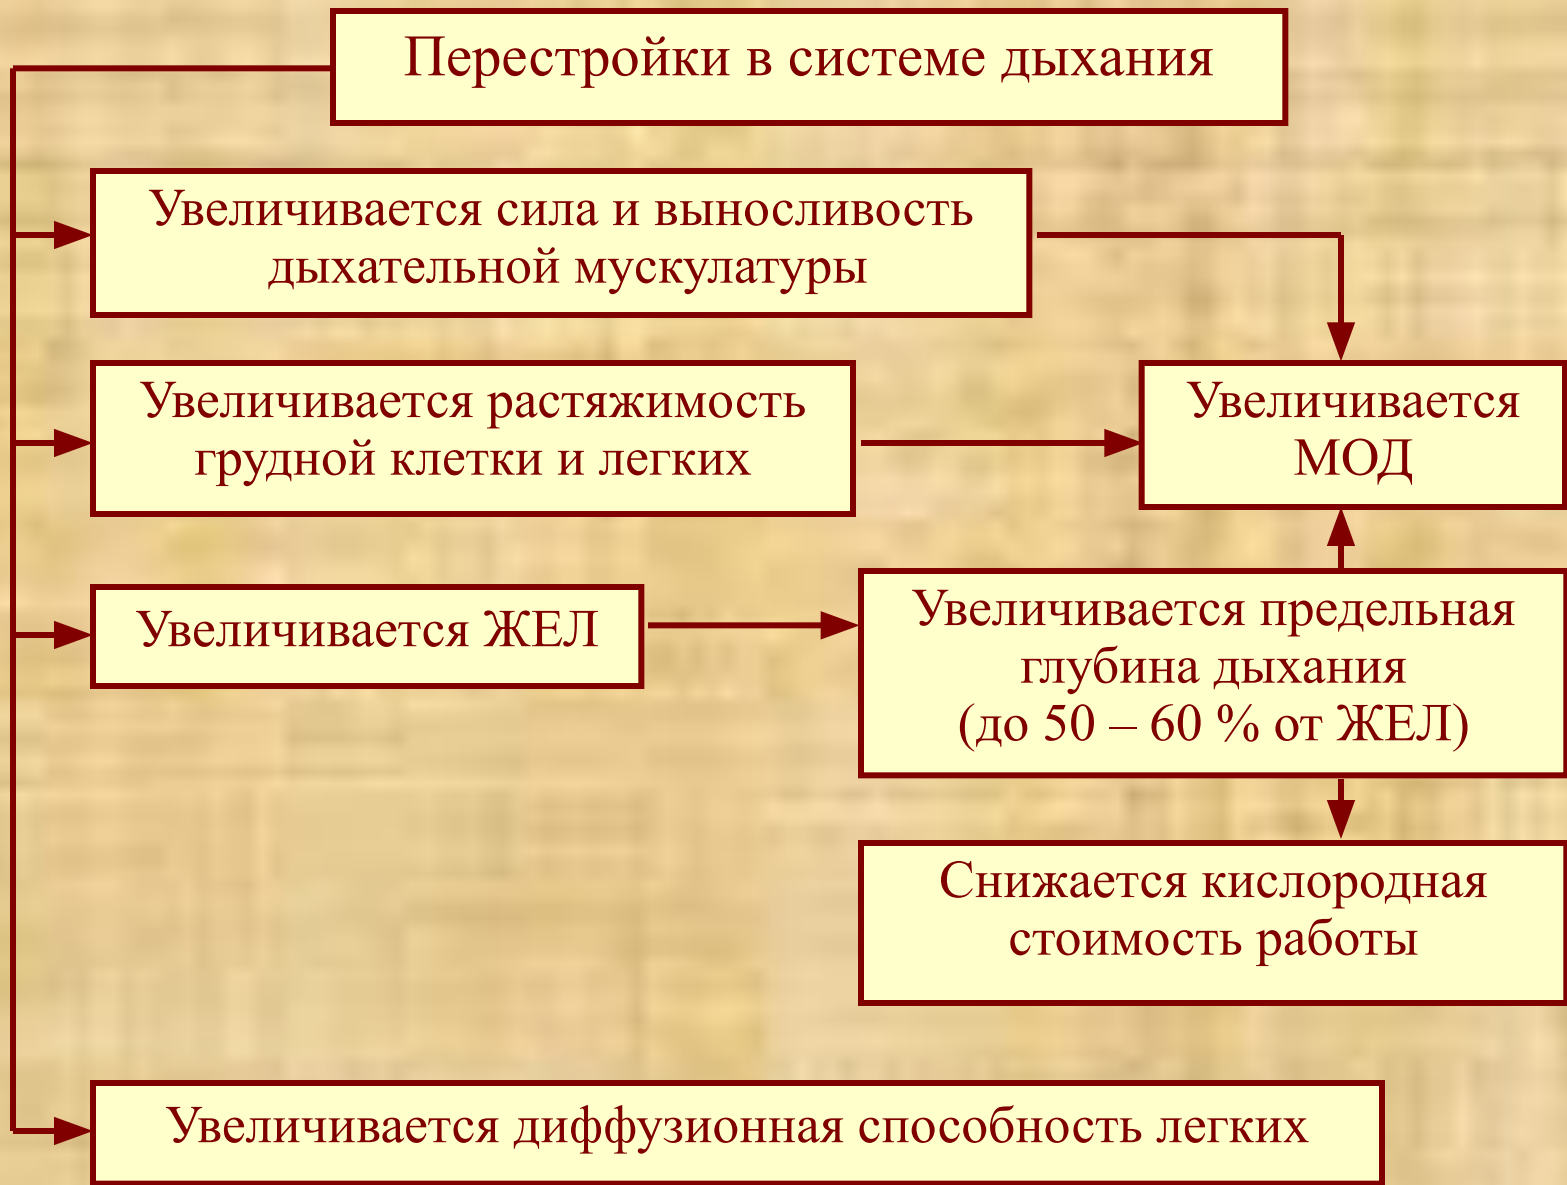 Перестройки в системе дыхания
Увеличивается сила и выносливость
дыхательной мускулатуры
Увеличивается растяжимость
грудной клетки и легких
Увеличивается
МОД
Увеличивается ЖЕЛ
Увеличивается предельная
глубина дыхания
(до 50 – 60 % от ЖЕЛ)
Снижается кислородная
стоимость работы
Увеличивается диффузионная способность легких